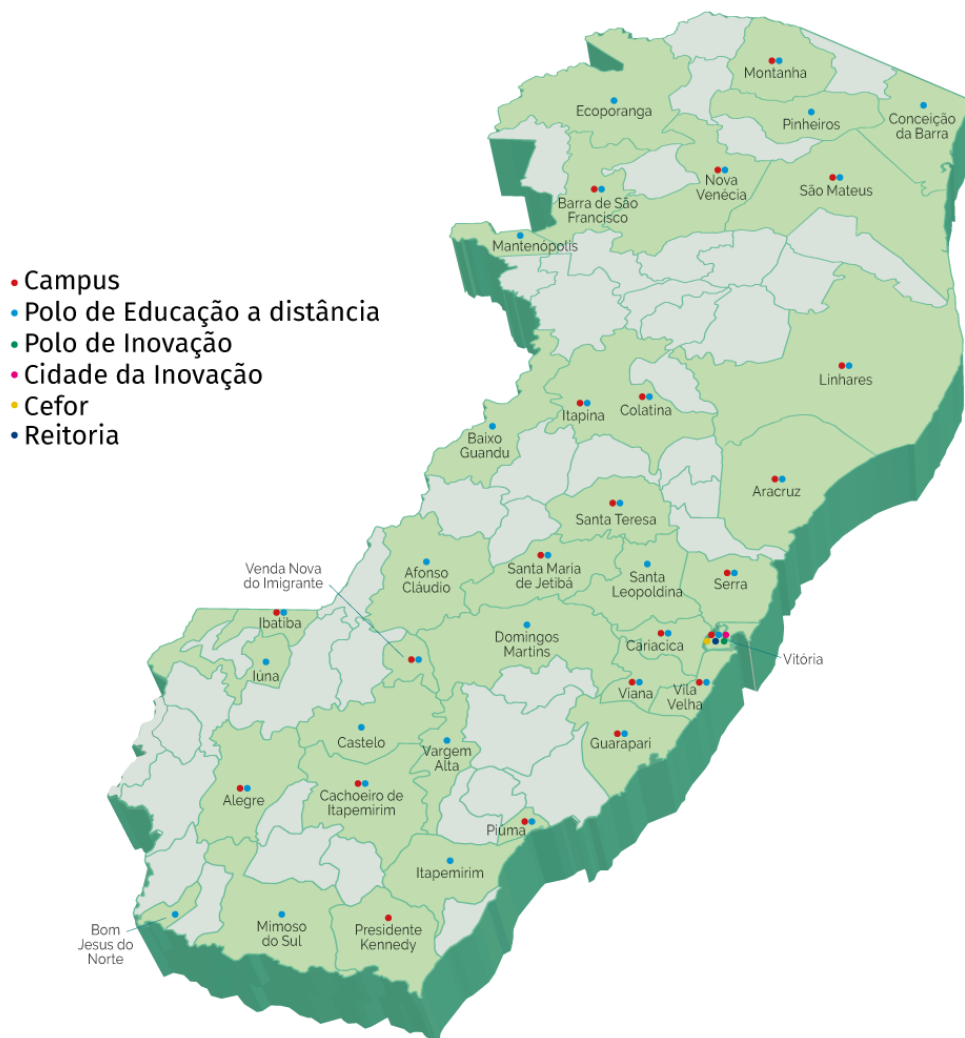 Montanha
Ecoporanga
Pinheiros
Conceição
da Barra
Nova
Venécia
São Mateus
Barra de São
Francisco
Mantenópolis
Campus
Polo de Educação a distância
Polo de Inovação
Cidade da Inovação
Cefor
Reitoria
Linhares
Itapina
Colatina
Baixo
Guandu
Aracruz
Santa Teresa
Venda Nova
do Imigrante
Afonso
Cláudio
Santa Maria
de Jetibá
Santa
Leopoldina
Serra
Ibatiba
Domingos
Martins
Cariacica
Vitória
Iúna
Viana
Vila
Velha
Castelo
Vargem
Alta
Guarapari
Alegre
Cachoeiro de
Itapemirim
Piúma
Itapemirim
Bom
Jesus do
Norte
Mimoso
do Sul
Presidente
Kennedy